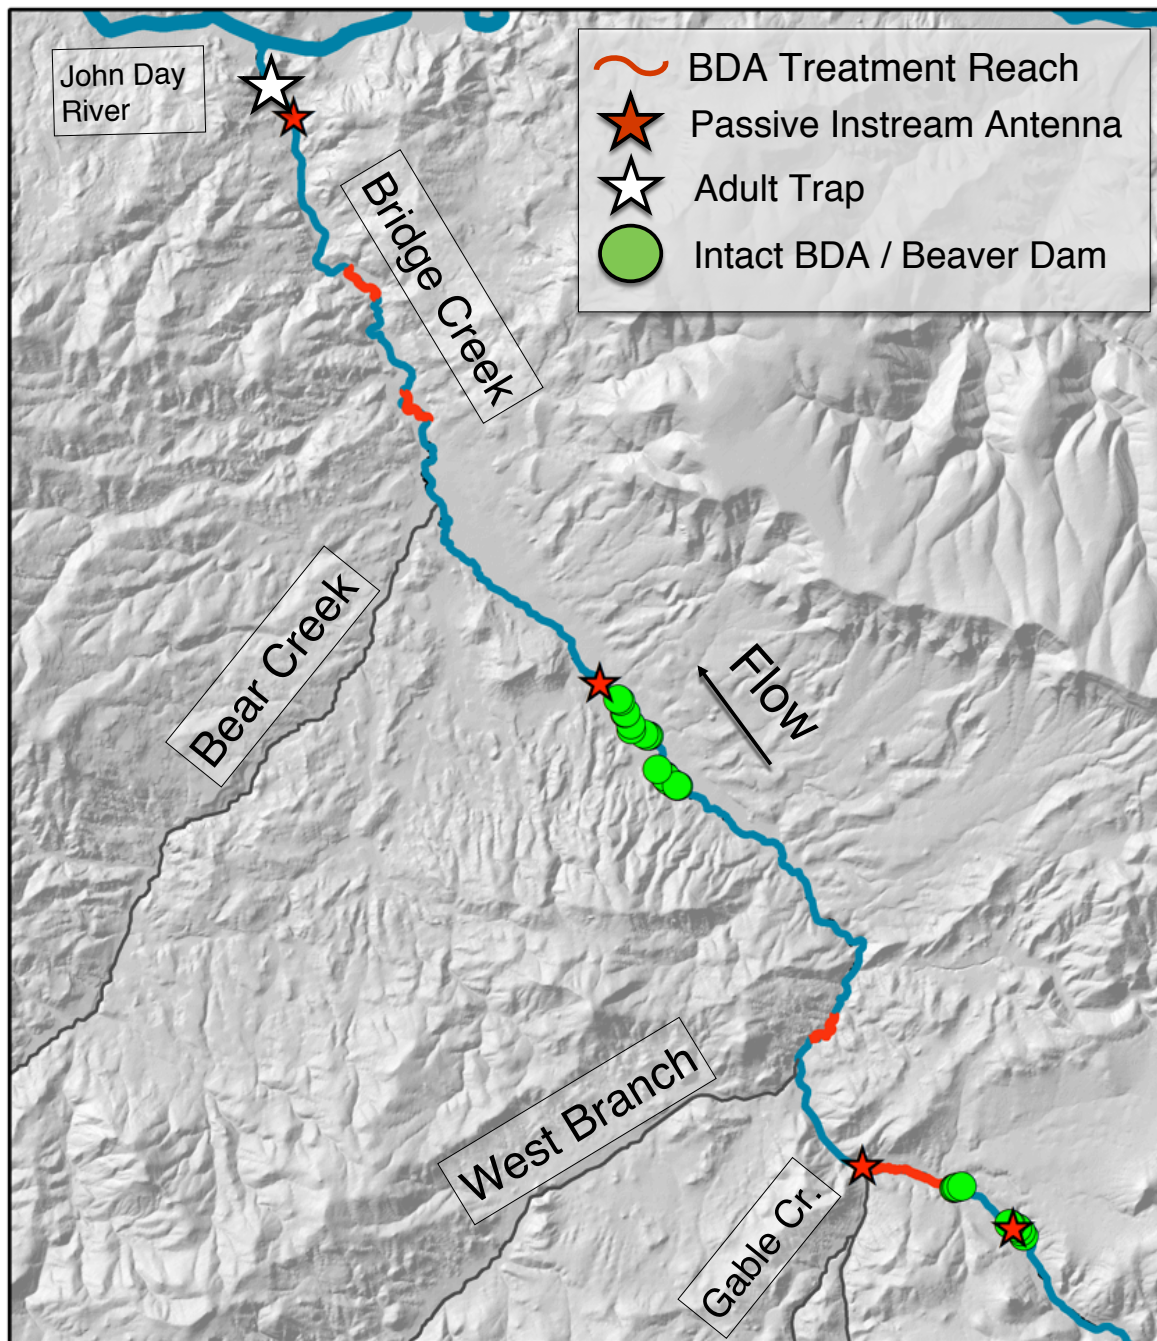 John Day
River
BDA Treatment Reach
Passive Instream Antenna
Adult Trap
Intact BDA / Beaver Dam
Bridge Creek
Bear Creek
Flow
West Branch
Gable Cr.